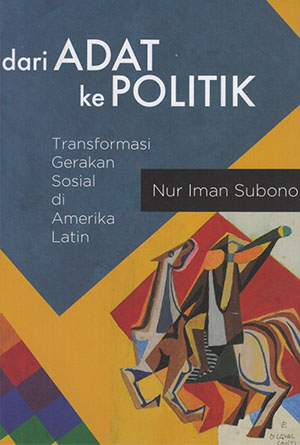 dari ADAT
ke POLITIK
Transformasi
Gerakan
Sosial
di
Amerika
Latin
Nur Iman Subono